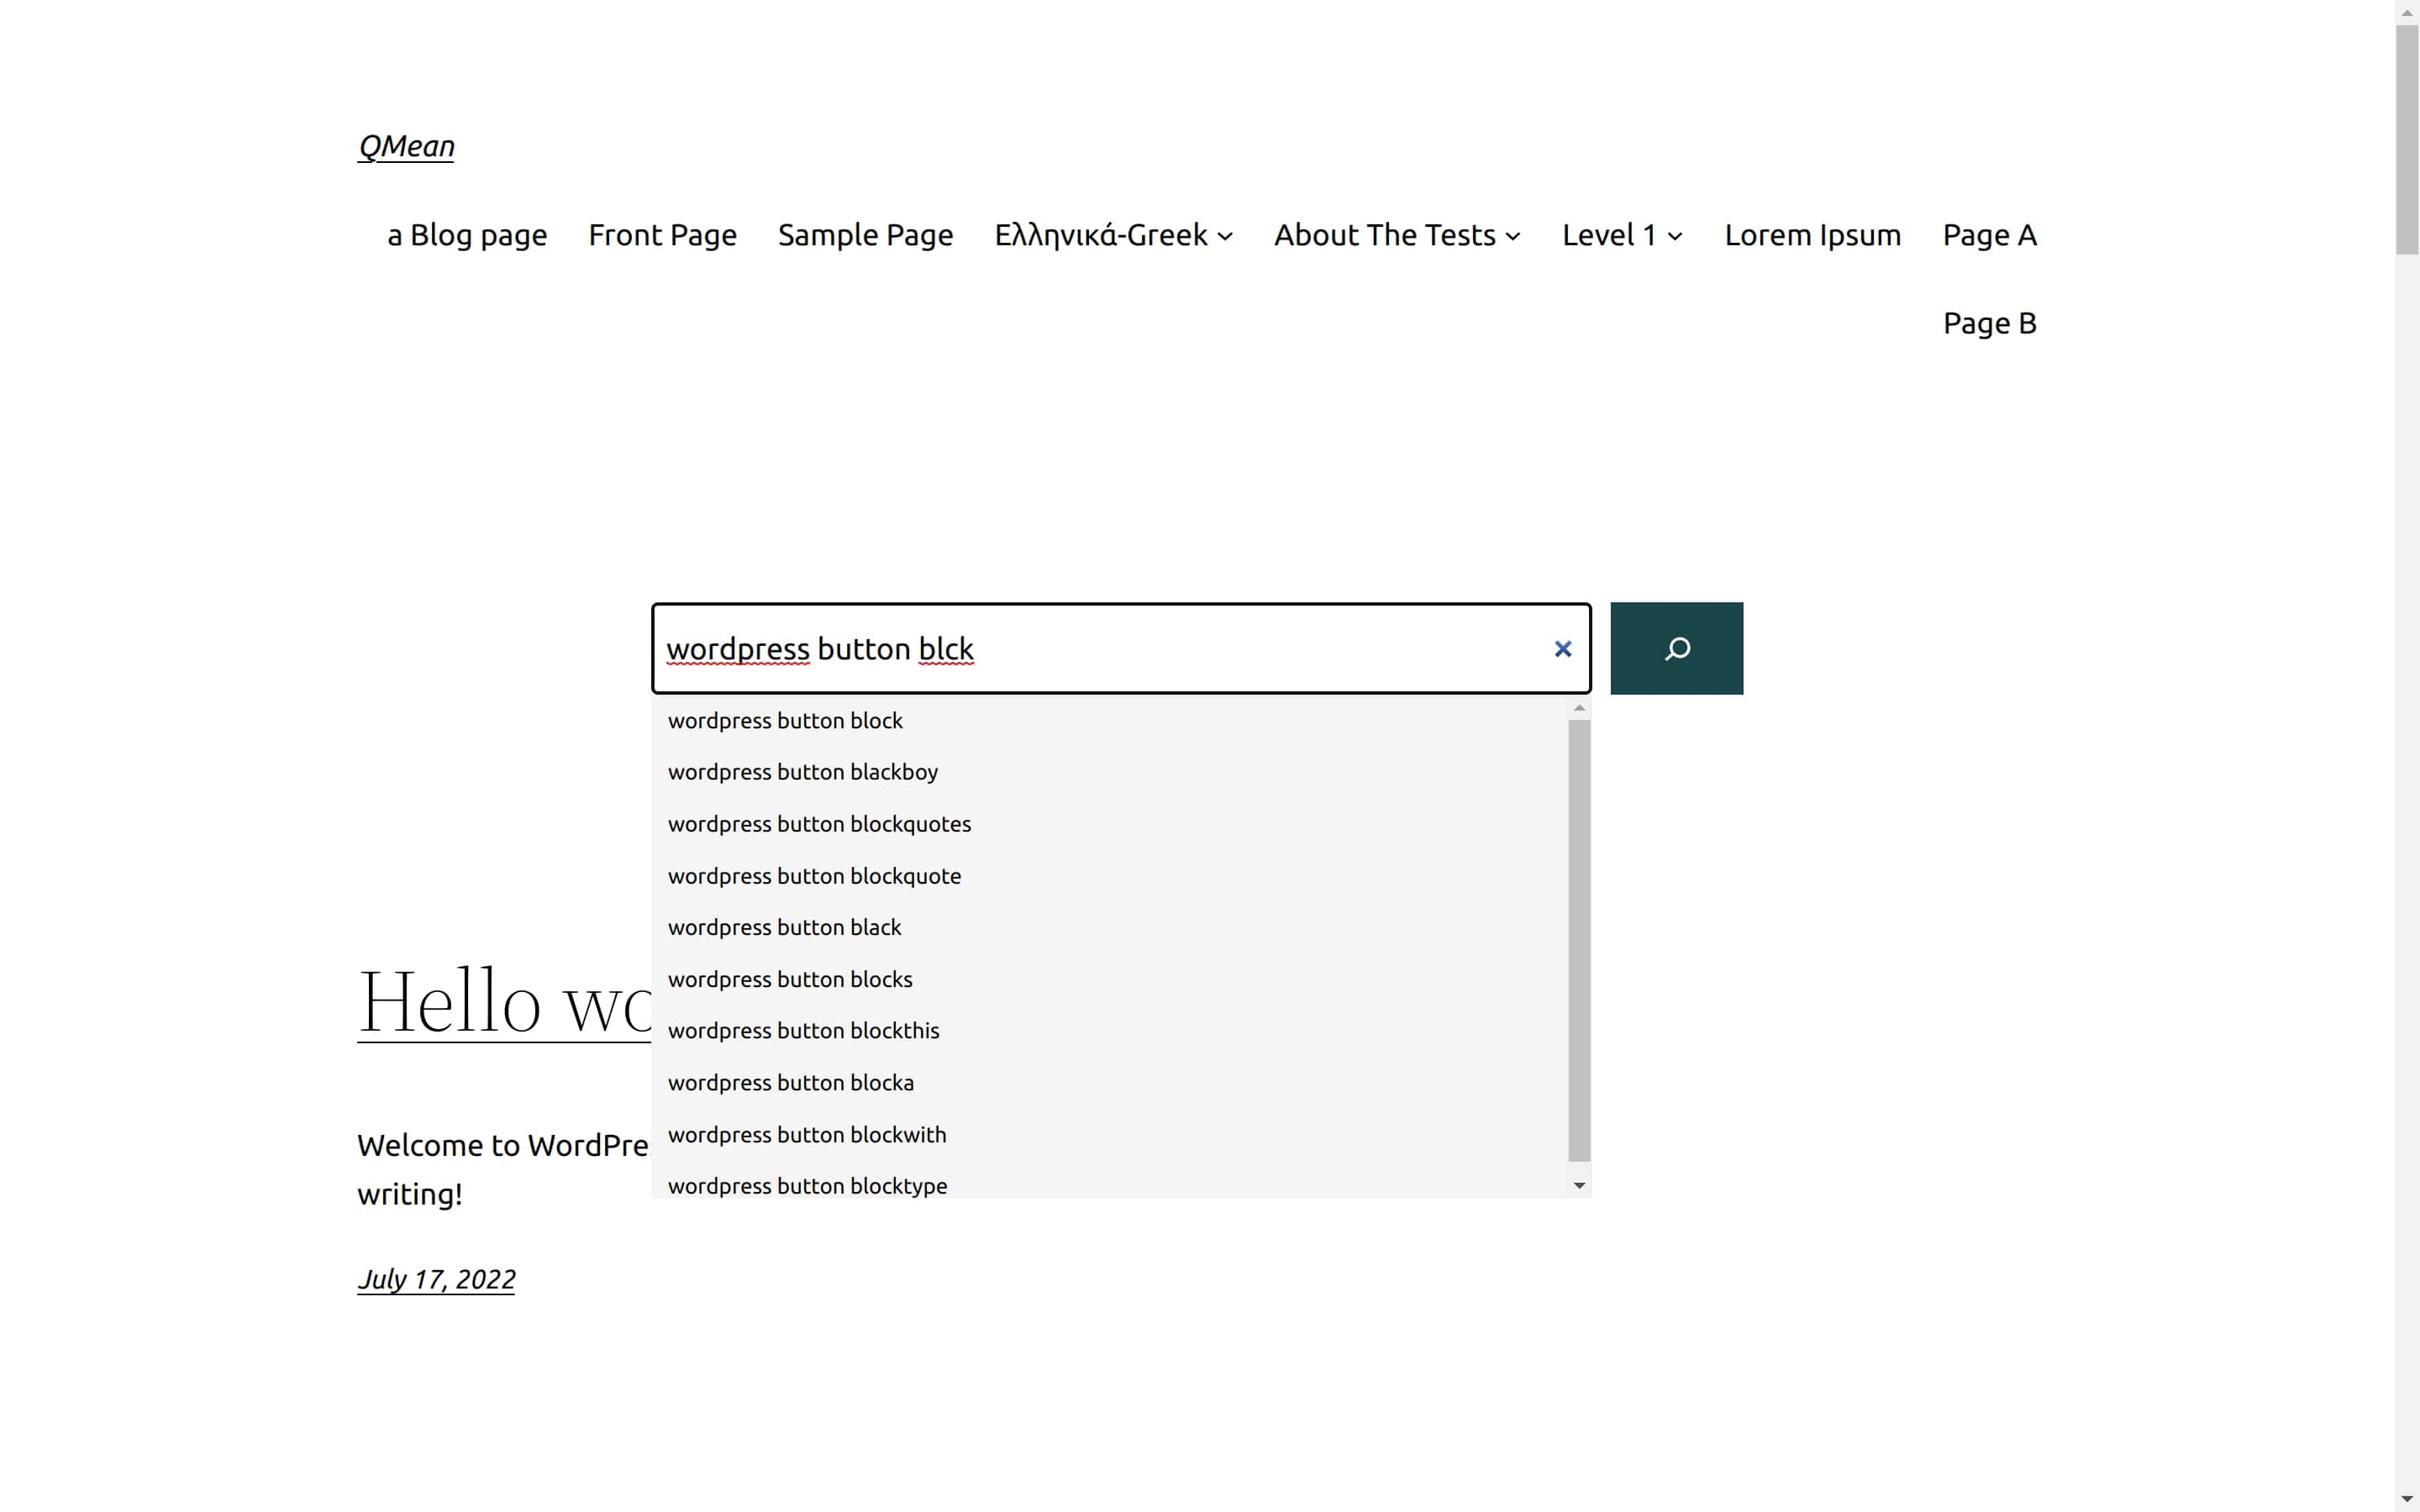 QMean
a Blog page Front Page Sample Page Ελληνικά-Greek About The Tests Level 1 Lorem Ipsum Page A
Page B
wordpress button blck
wordpress button block
wordpress button blackboy
wordpress button blockquotes
wordpress button blockquote
wordpress button black
wordpress button blocks
wordpress button blockthis
wordpress button blocka
wordpress button blockwith
wordpress button blocktype
Hello wo
Welcome to WordPre
writing!
July 17, 2022